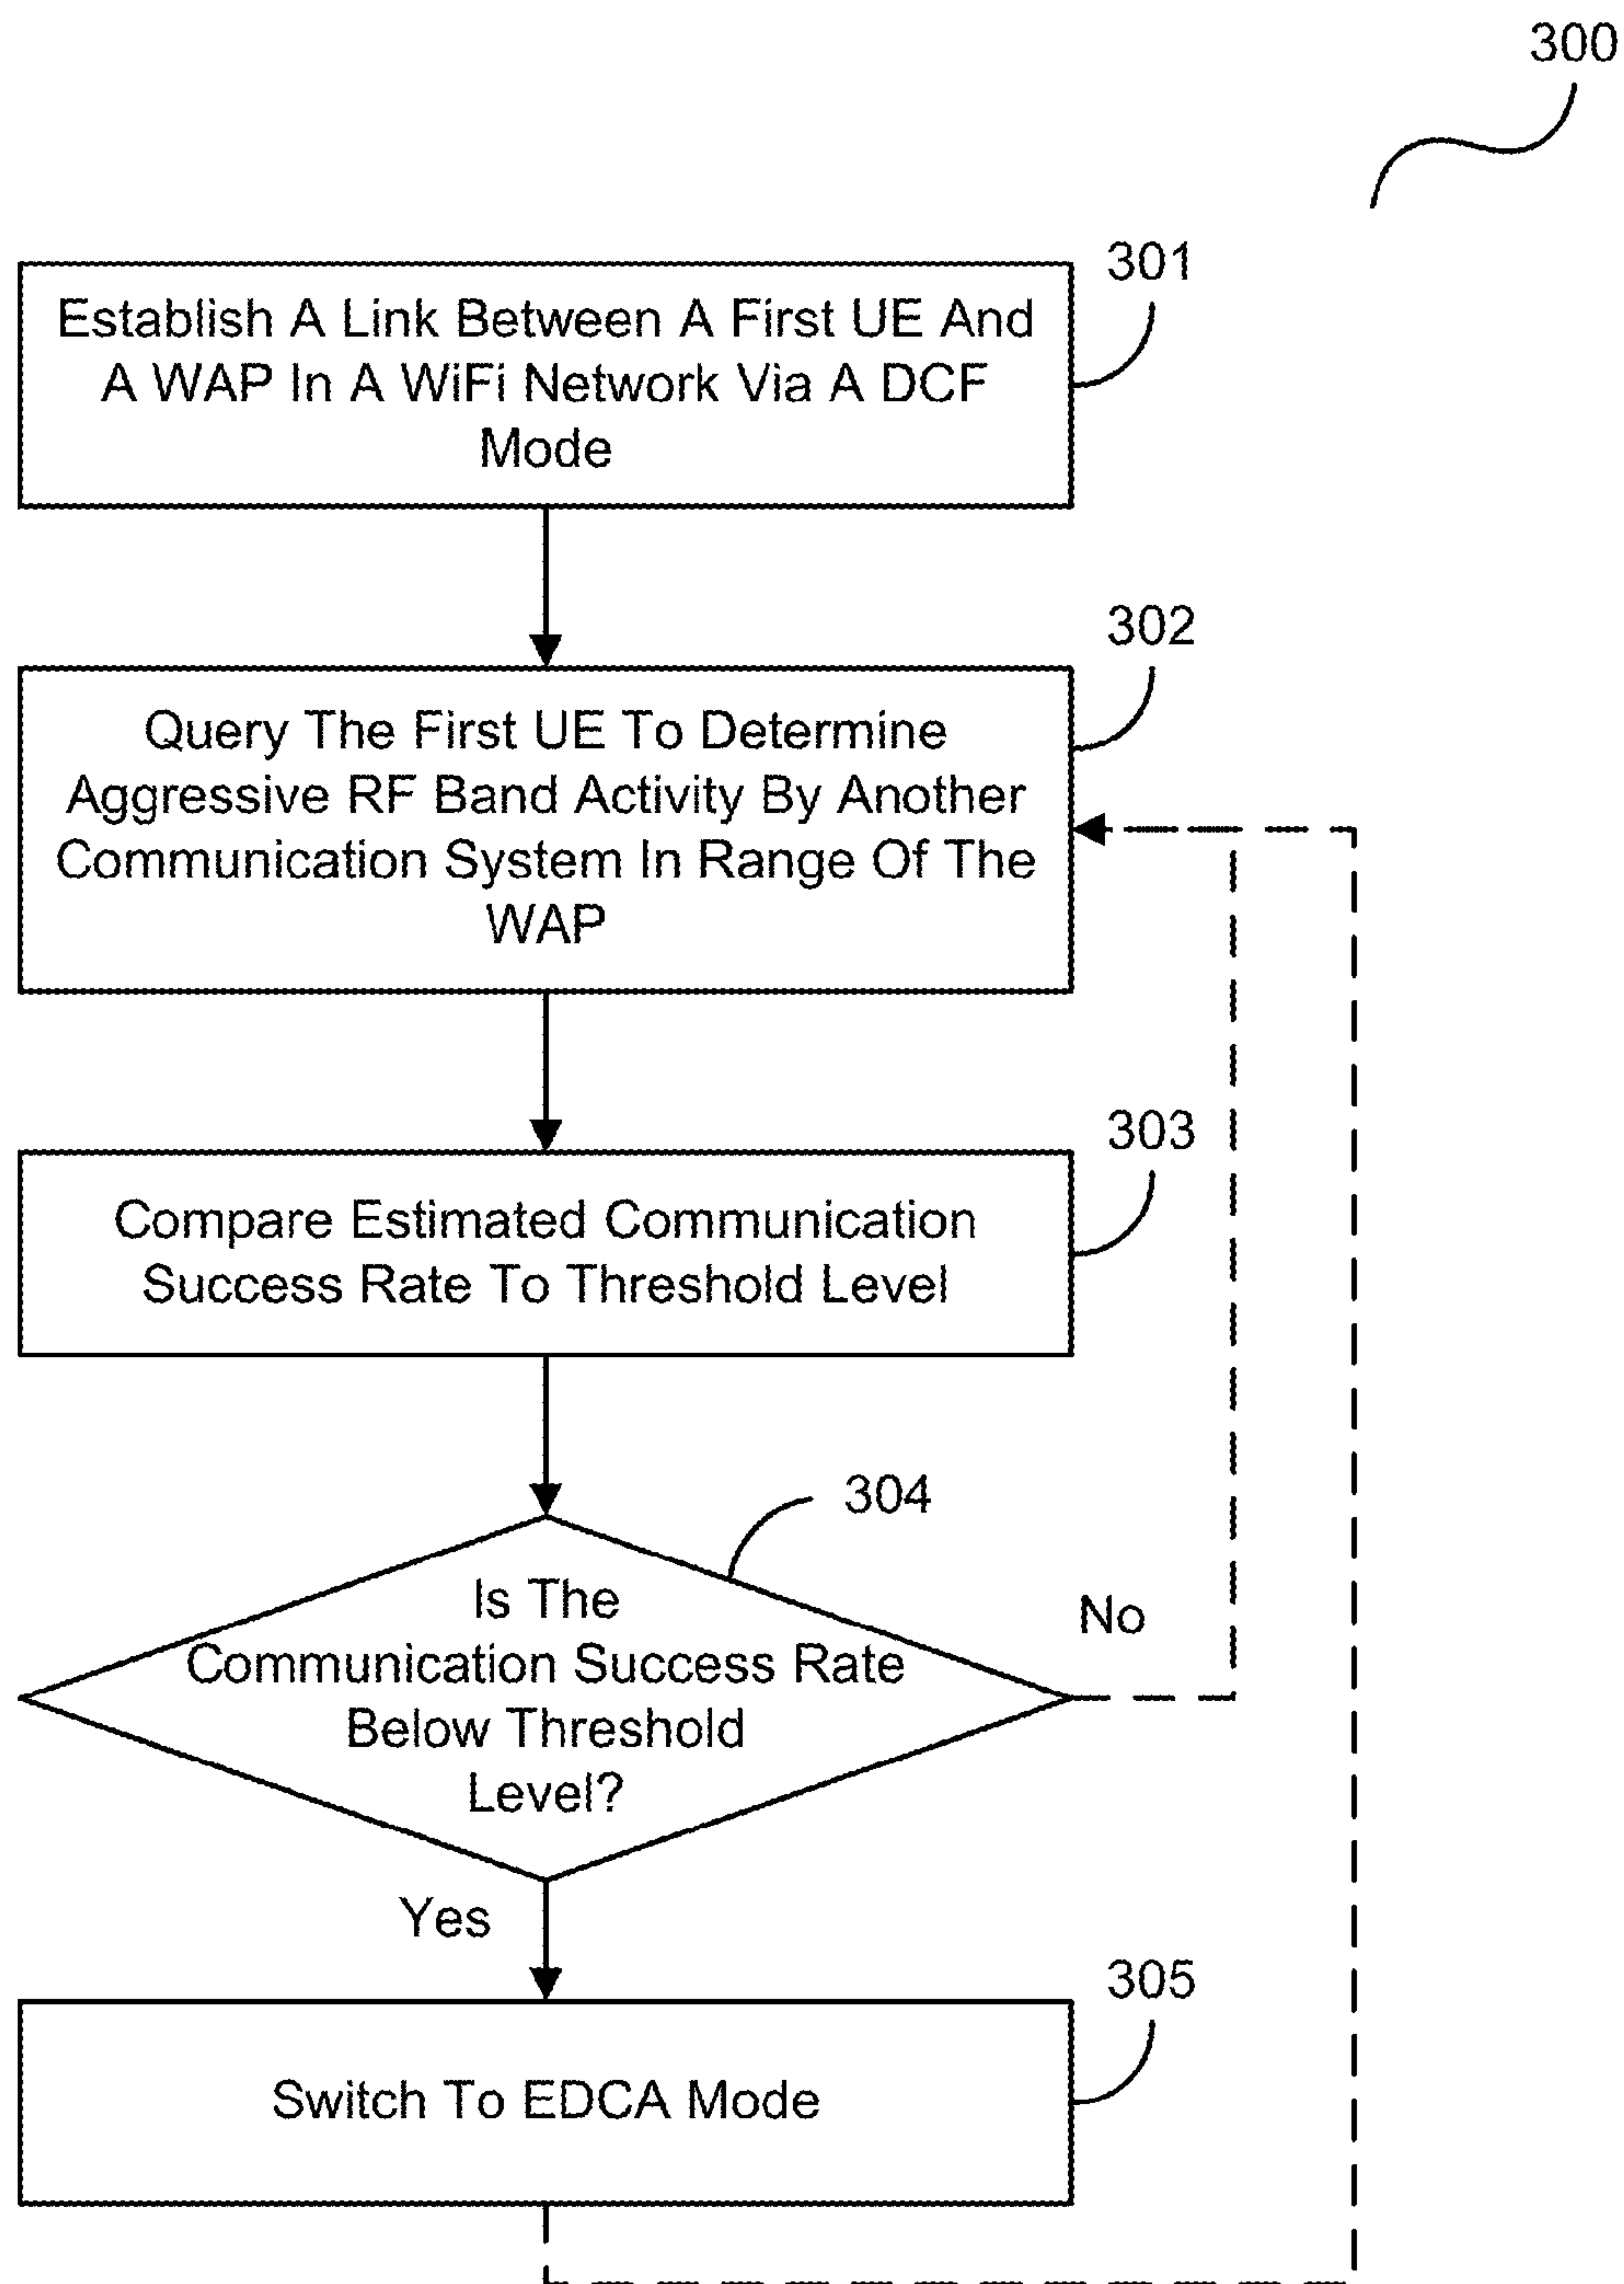 300
301
Establish A Link Between A First UE And
A WAP In A WiFi Network Via A DCF
Mode
302
Query The First UE To Determine
Aggressive RF Band Activity By Another
Communication System In Range Of The
WAP
303
Compare Estimated Communication
Success Rate To Threshold Level
304
Is The
Communication Success Rate
Below Threshold
Level?
No
Yes
305
Switch To EDCA Mode